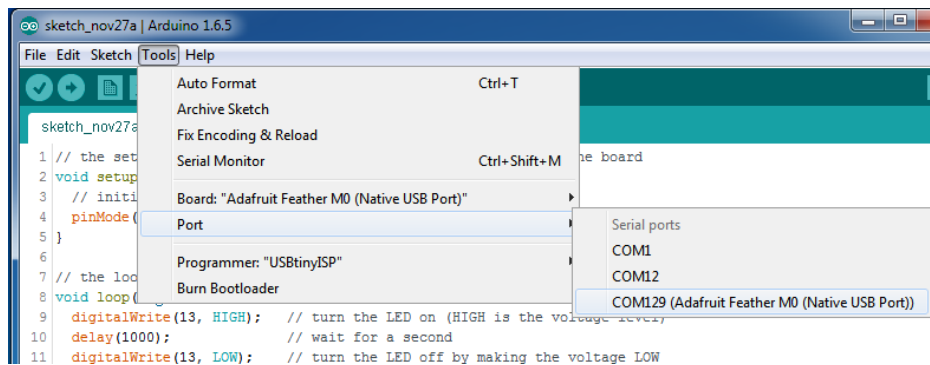 sketch_nov27a | Arduino 1.6.5
File Edit Sketch Tools Help
Auto Format Ctrl+T
Archive Sketch
Fix Encoding & Reload
Serial Monitor Ctrl+Shift+M
Board: "Adafruit Feather M0 (Native USB Port)"
Port
Programmer: "USBtinyISP"
Burn Bootloader
Serial ports
COM1
COM12
COM129 (Adafruit Feather M0 (Native USB Port))
sketch_nov27a
1 // the set he board
2 void setup
3 // initi
4 pinMode(
5 }
6
7 // the loo
8 void loop(
9 digitalWrite(13, HIGH); // turn the LED on (HIGH is the voltage level)
10 delay(1000); // wait for a second
11 digitalWrite(13, LOW); // turn the LED off by making the voltage LOW